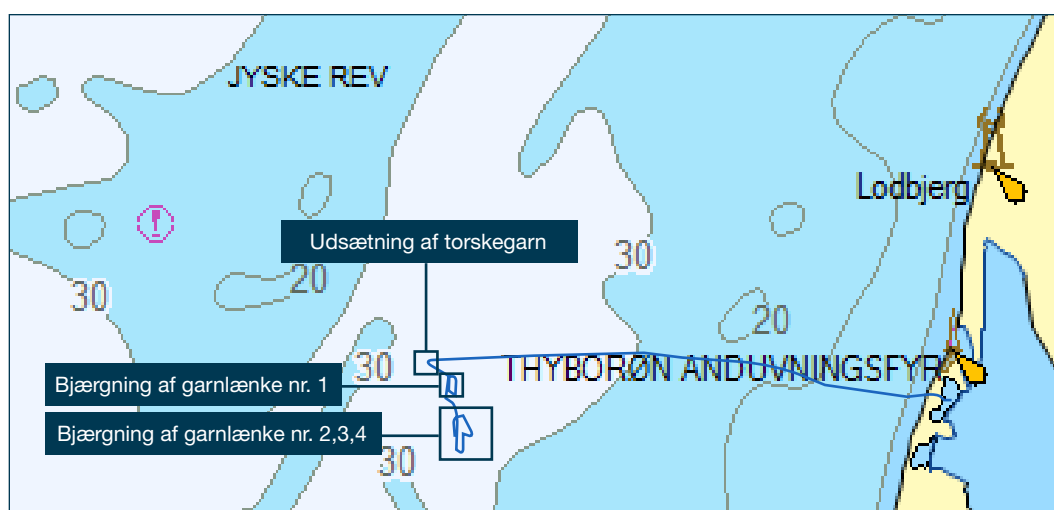 JYSKE REV
Lodbjerg
Udsætning af torskegarn
30
20
30
20
30
THYBORØN ANDUVNINGSFYR
Bjærgning af garnlænke nr. 1
Bjærgning af garnlænke nr. 2,3,4
30